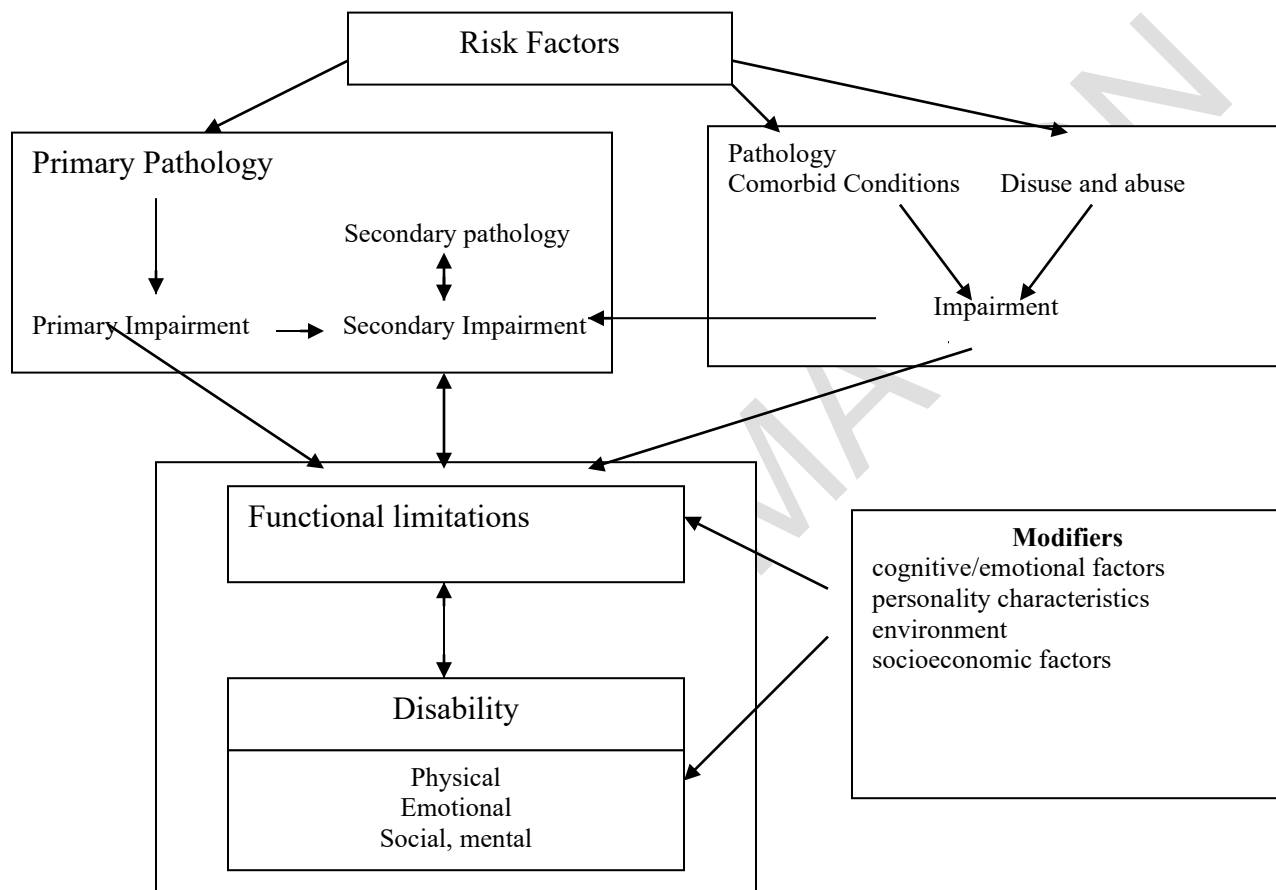 Risk Factors
Primary Pathology
Secondary pathology
Primary Impairment
Secondary Impairment
Pathology
Comorbid Conditions
Disuse and abuse
Impairment
Functional limitations
Disability
Physical
Emotional
Social, mental
Modifiers
cognitive/emotional factors
personality characteristics
environment
socioeconomic factors